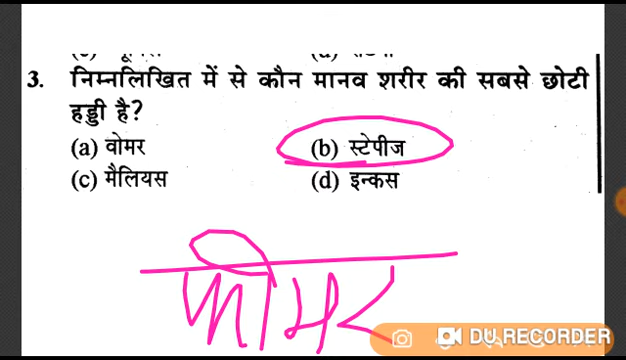 3. निम्नलिखित में से कौन मानव शरीर की सबसे छोटी
हड्डी है?
(a) वोमर (b) स्टेपीज
(c) मैलियस (d) इन्कस
फीमर
DU RECORDER